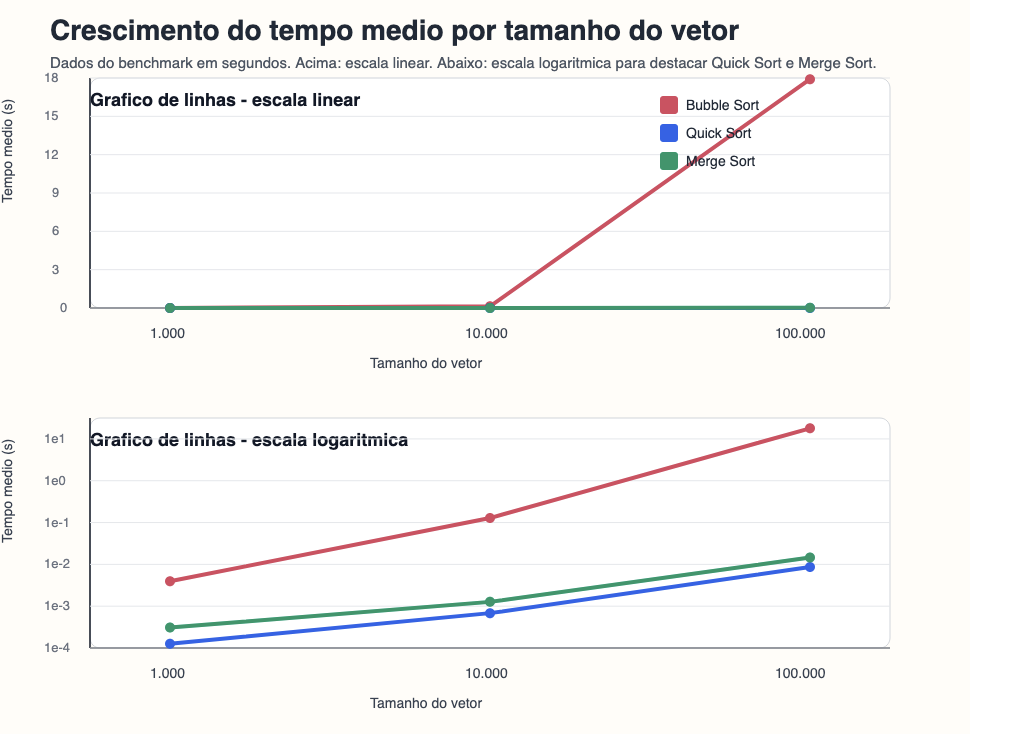 Crescimento do tempo medio por tamanho do vetor
Dados do benchmark em segundos. Acima: escala linear. Abaixo: escala logaritmica para destacar Quick Sort e Merge Sort.
Grafico de linhas - escala linear
Tempo medio (s)
18
15
12
9
6
3
0
Bubble Sort
Quick Sort
Merge Sort
1.000 10.000 100.000
Tamanho do vetor
Grafico de linhas - escala logaritmica
Tempo medio (s)
1e1
1e0
1e-1
1e-2
1e-3
1e-4
1.000 10.000 100.000
Tamanho do vetor